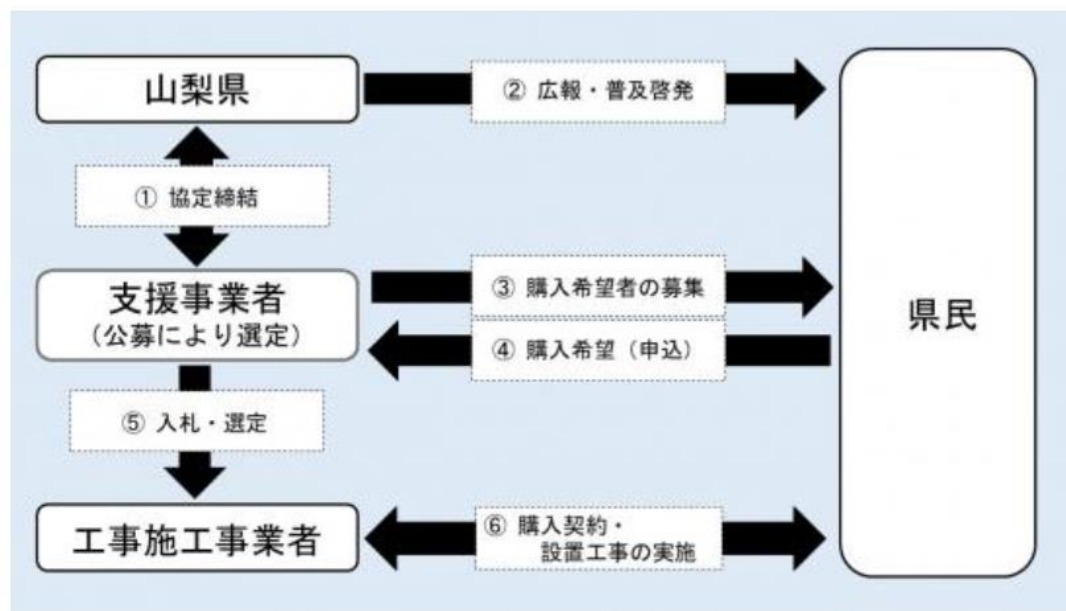 山梨県
② 広報・普及啓発
① 協定締結
支援事業者
(公募により選定)
③ 購入希望者の募集
④ 購入希望(申込)
県民
⑤ 入札・選定
工事施工事業者
⑥ 購入契約・
設置工事の実施